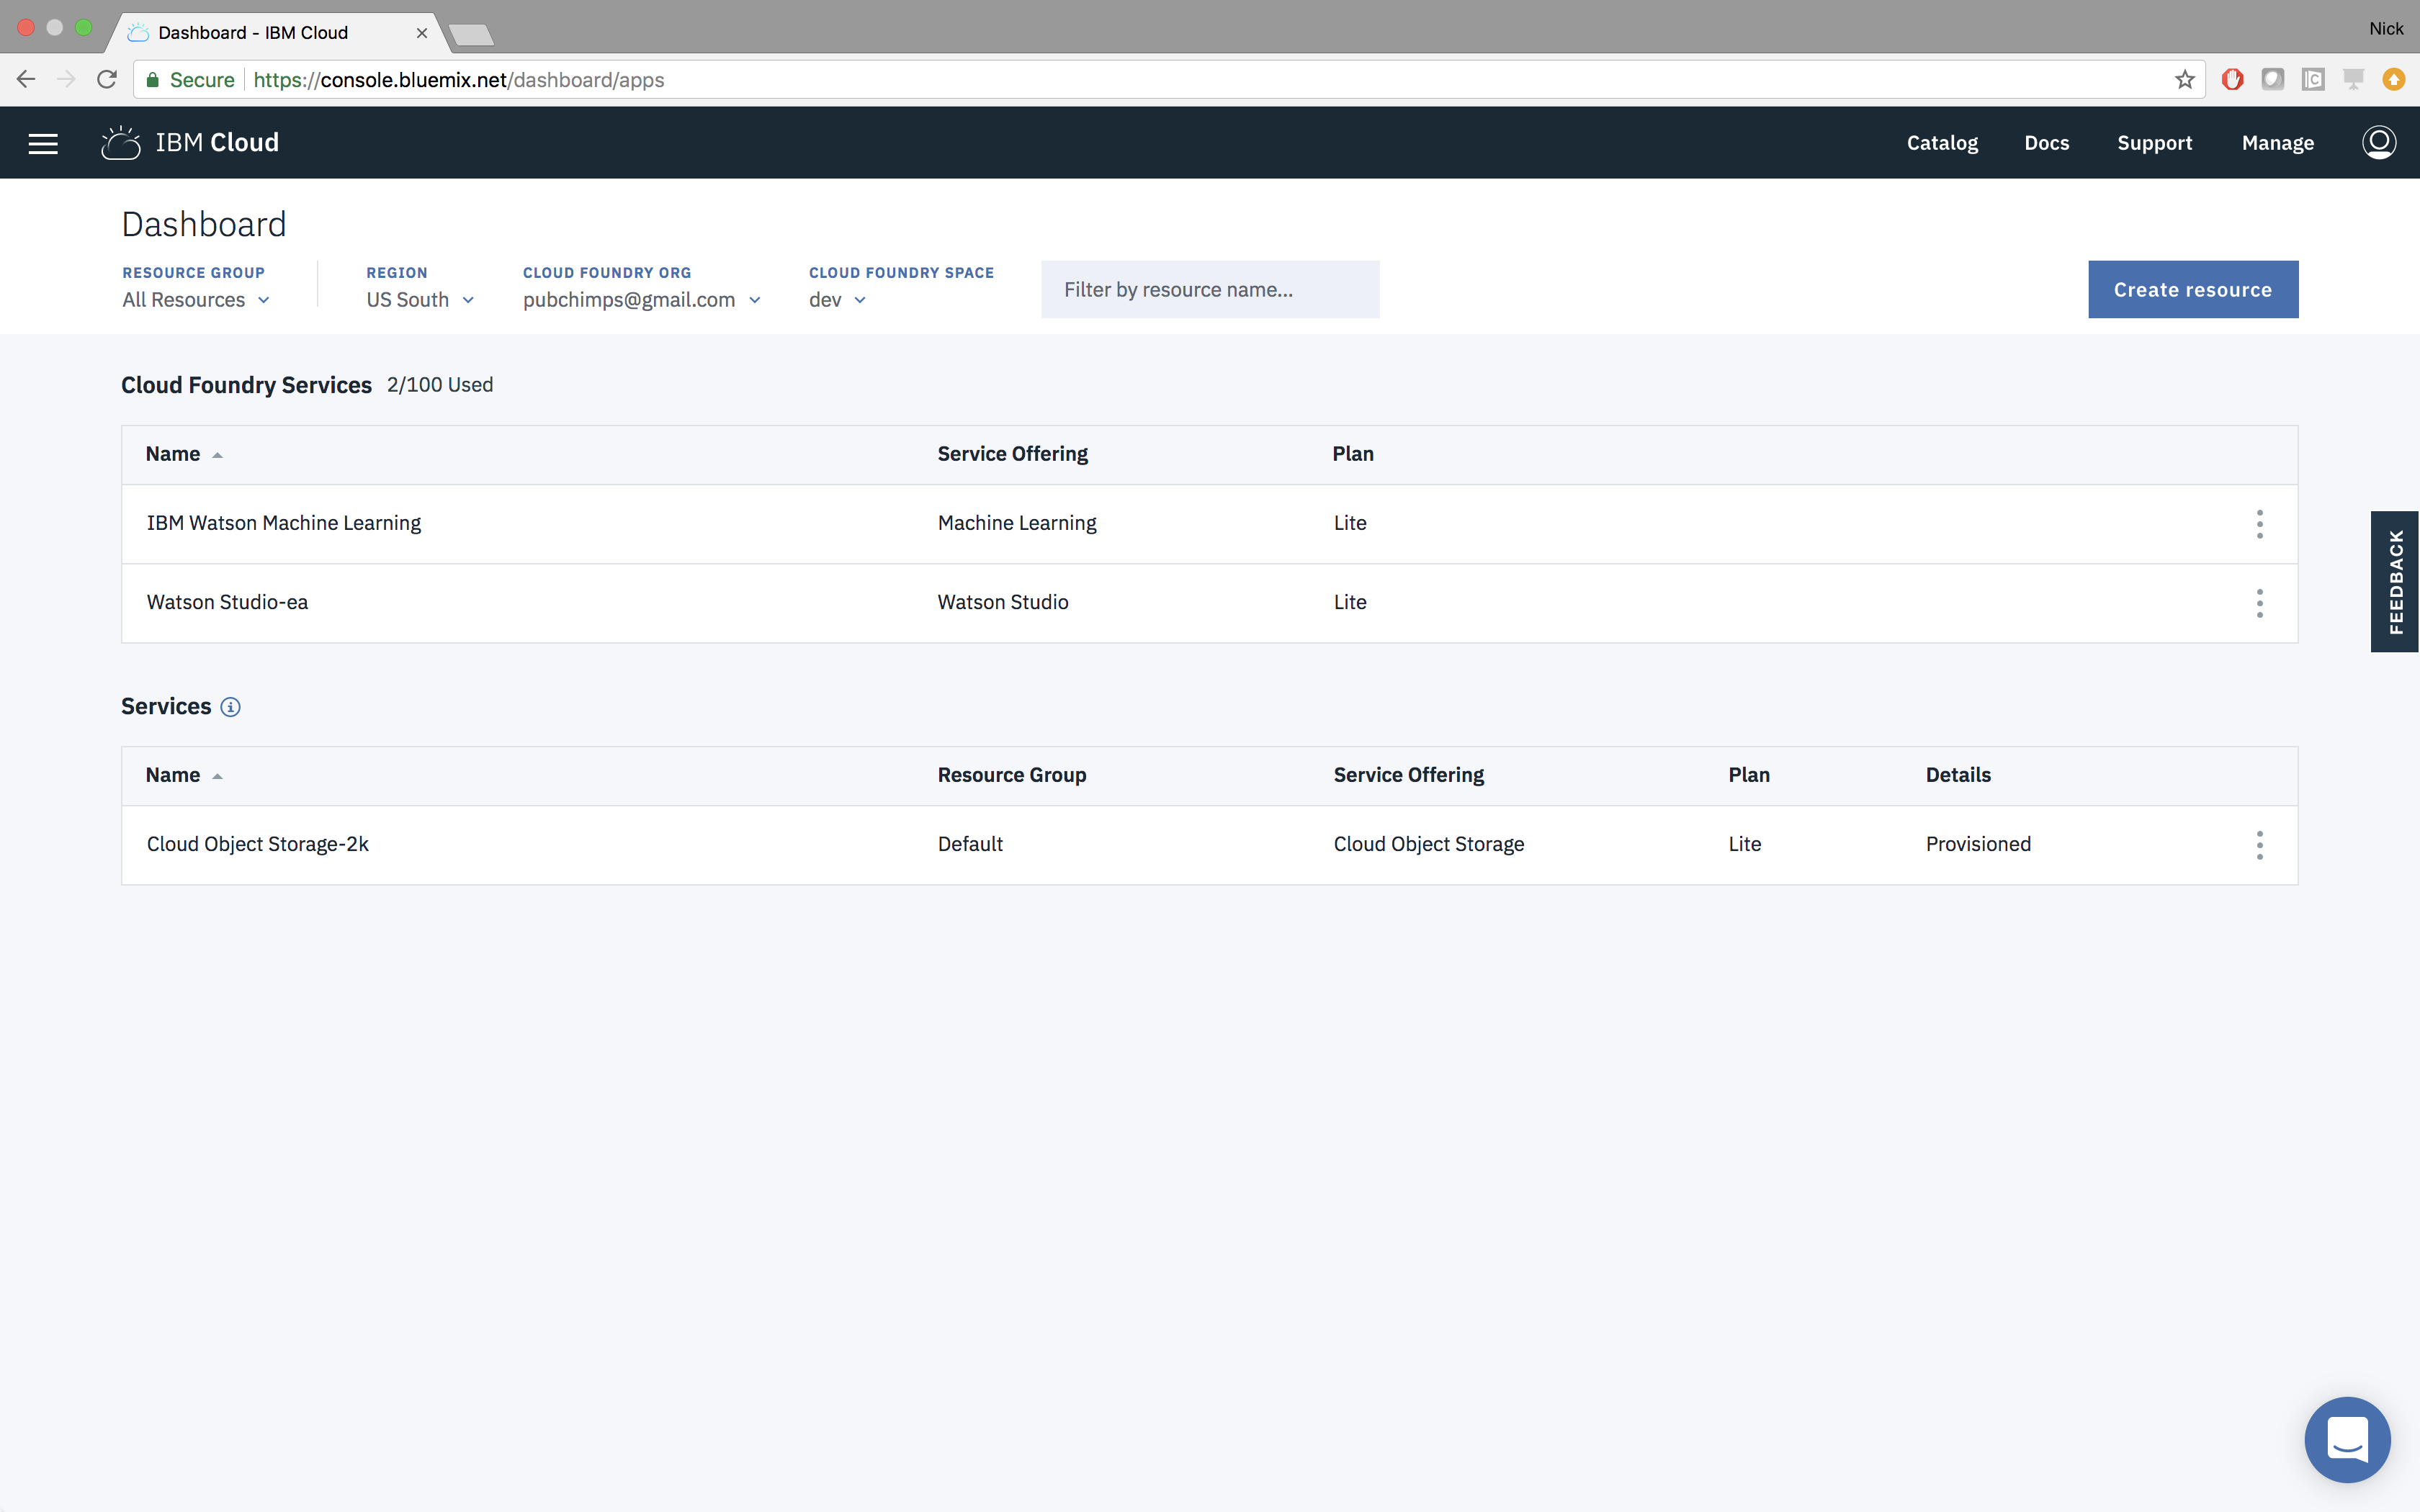 Dashboard - IBM Cloud
Nick
Secure https://console.bluemix.net/dashboard/apps
IBM Cloud
Catalog Docs Support Manage
Dashboard
RESOURCE GROUP REGION CLOUD FOUNDRY ORG CLOUD FOUNDRY SPACE
All Resources US South pubchimps@gmail.com dev
Filter by resource name...
Create resource
Cloud Foundry Services 2/100 Used
Name Service Offering Plan
IBM Watson Machine Learning Machine Learning Lite
Watson Studio-ea Watson Studio Lite
FEEDBACK
Services
Name Resource Group Service Offering Plan Details
Cloud Object Storage-2k Default Cloud Object Storage Lite Provisioned